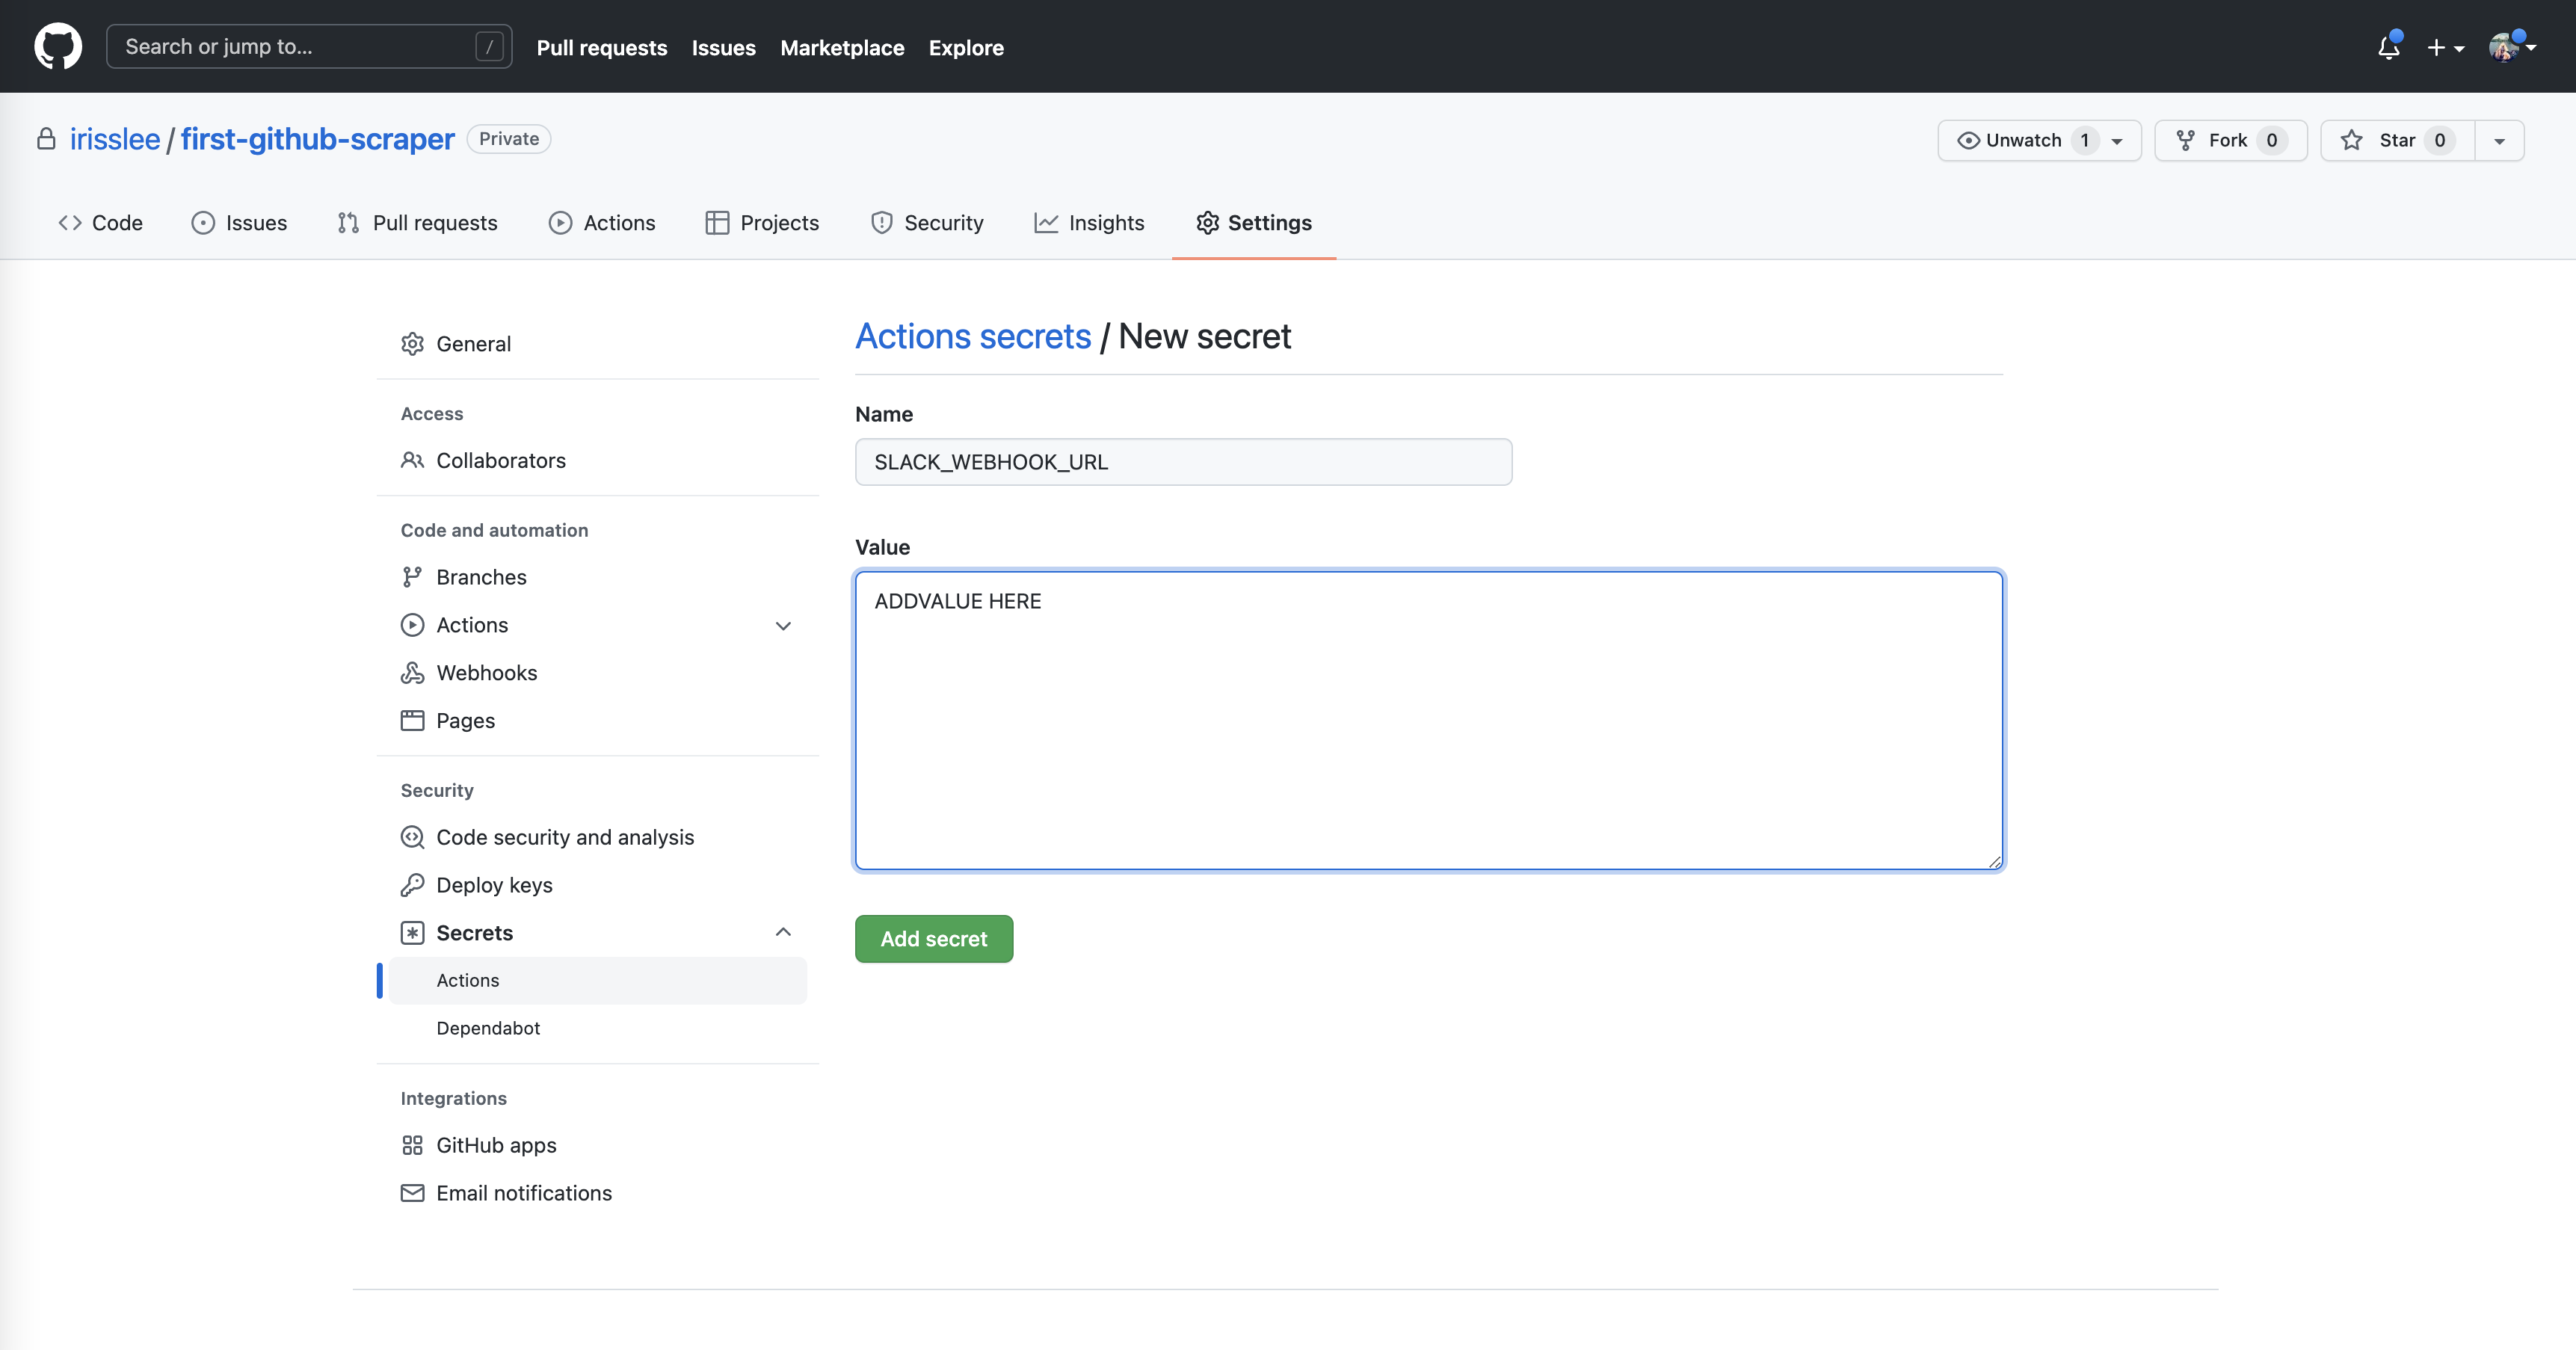 Search or jump to... /
Pull requests Issues Marketplace Explore
irisslee / first-github-scraper Private
Unwatch 1 Fork 0 Star 0
Code Issues Pull requests Actions Projects Security Insights Settings
General
Access
Collaborators
Code and automation
Branches
Actions
Webhooks
Pages
Security
Code security and analysis
Deploy keys
Secrets
Actions
Dependabot
Integrations
GitHub apps
Email notifications
Actions secrets / New secret
Name
SLACK_WEBHOOK_URL
Value
ADDVALUE HERE
Add secret